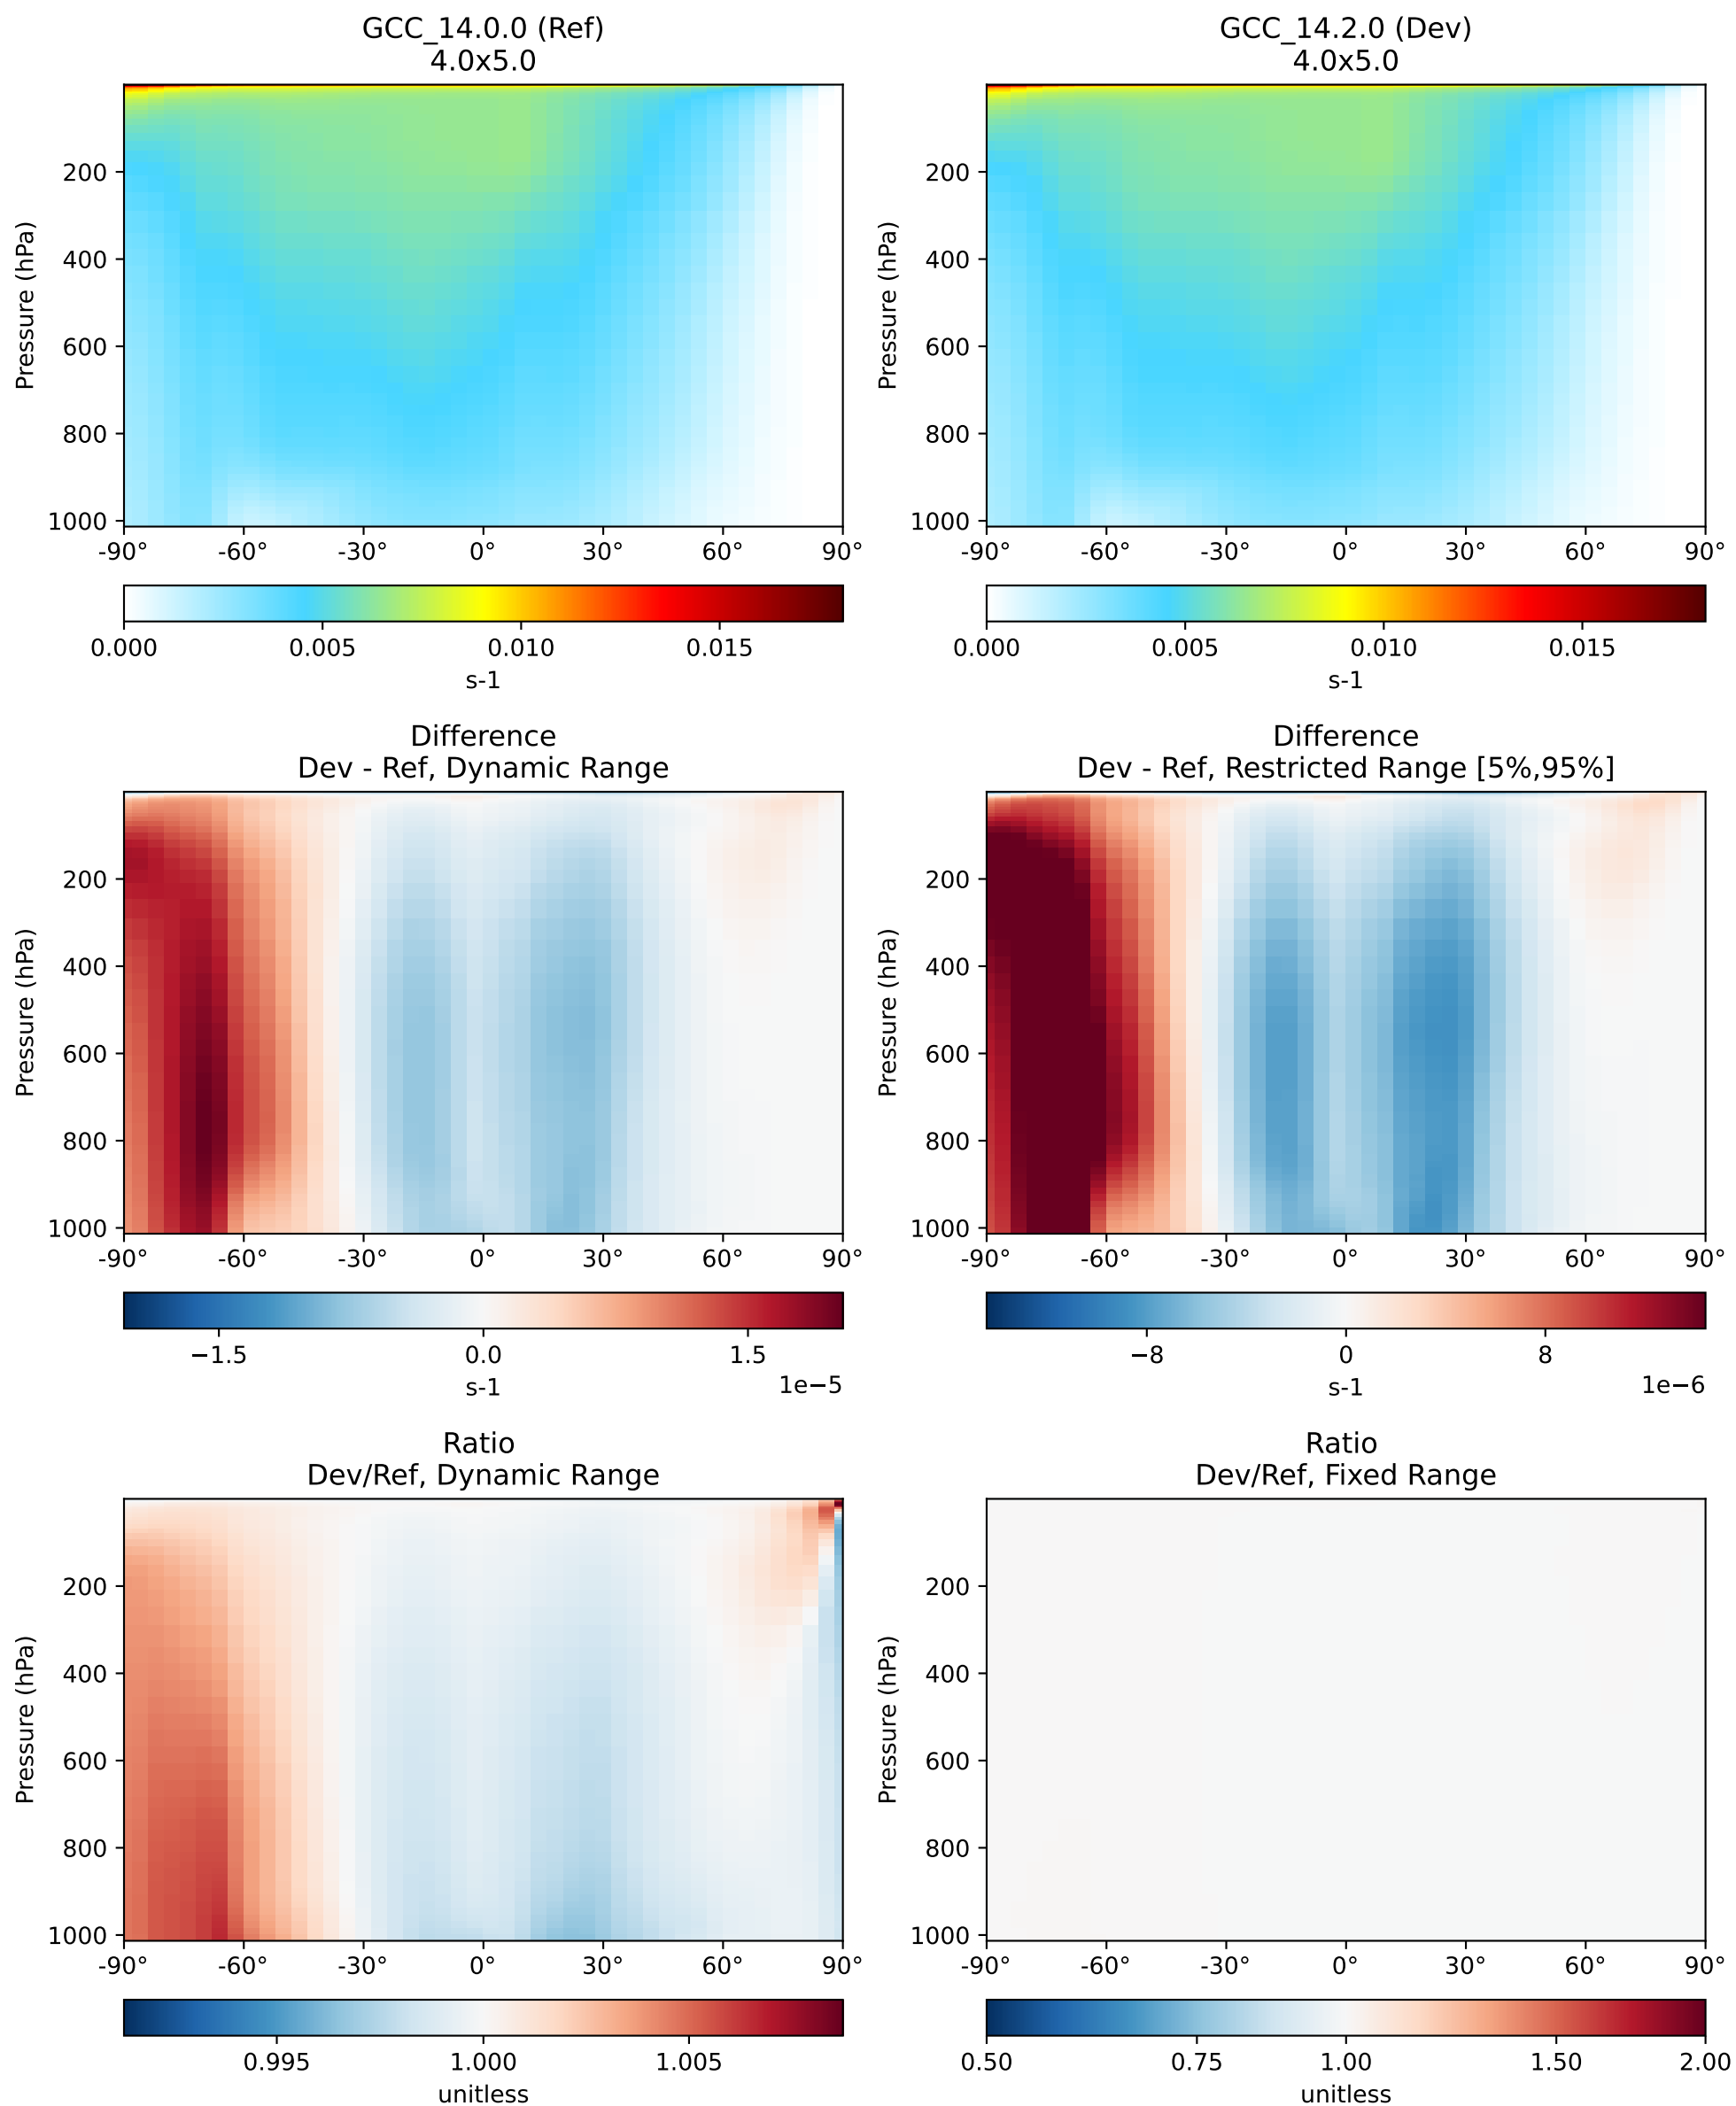 GCC_14.0.0 (Ref)
4.0x5.0
Pressure (hPa)
200
400
600
800
1000
-90° -60° -30° 0° 30° 60° 90°
0.000 0.005 0.010 0.015
s-1
GCC_14.2.0 (Dev)
4.0x5.0
Pressure (hPa)
200
400
600
800
1000
-90° -60° -30° 0° 30° 60° 90°
0.000 0.005 0.010 0.015
s-1
Difference
Dev - Ref, Dynamic Range
Pressure (hPa)
200
400
600
800
1000
-90° -60° -30° 0° 30° 60° 90°
−1.5 0.0 1.5
s-1 1e−5
Difference
Dev - Ref, Restricted Range [5%,95%]
Pressure (hPa)
200
400
600
800
1000
-90° -60° -30° 0° 30° 60° 90°
−8 0 8
s-1 1e−6
Ratio
Dev/Ref, Dynamic Range
Pressure (hPa)
200
400
600
800
1000
-90° -60° -30° 0° 30° 60° 90°
0.995 1.000 1.005
unitless
Ratio
Dev/Ref, Fixed Range
Pressure (hPa)
200
400
600
800
1000
-90° -60° -30° 0° 30° 60° 90°
0.50 0.75 1.00 1.50 2.00
unitless